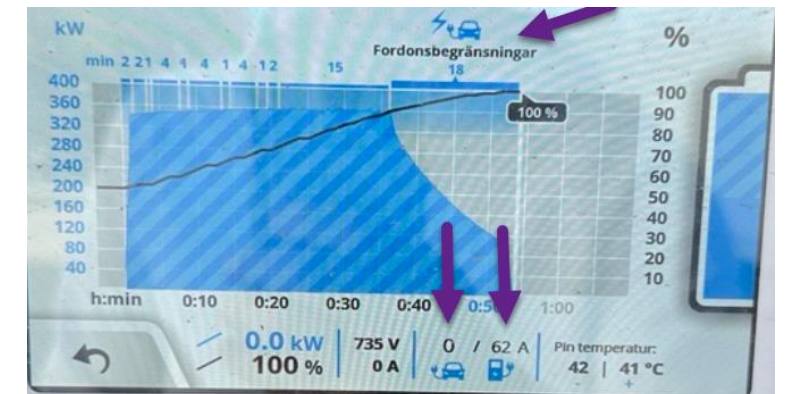 kW
%
Fordonsbegränsningar
min 2 21 4 4 4 1 4 12 15 18
400
360
320
280
240
200
160
120
80
40
100 %
100
90
80
70
60
50
40
30
20
10
h:min 0:10 0:20 0:30 0:40 1:00
0.0 kW
100 %
735 V
0 A
0 / 62 A
Pin temperatur:
42 | 41 °C
- +